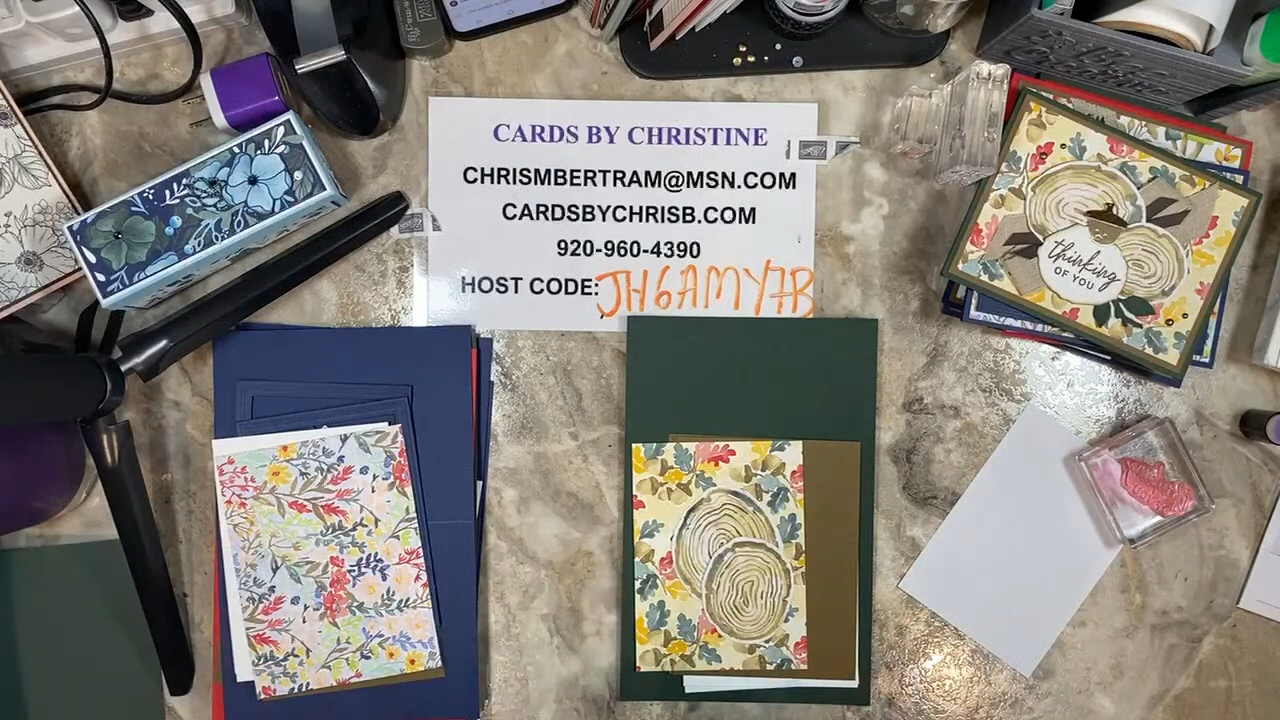 CARDS BY CHRISTINE
CHRISMBERTRAM@MSN.COM
CARDSBYCHRISB.COM
920-960-4390
HOST CODE: JH6AMY7B
thinking
OF YOU